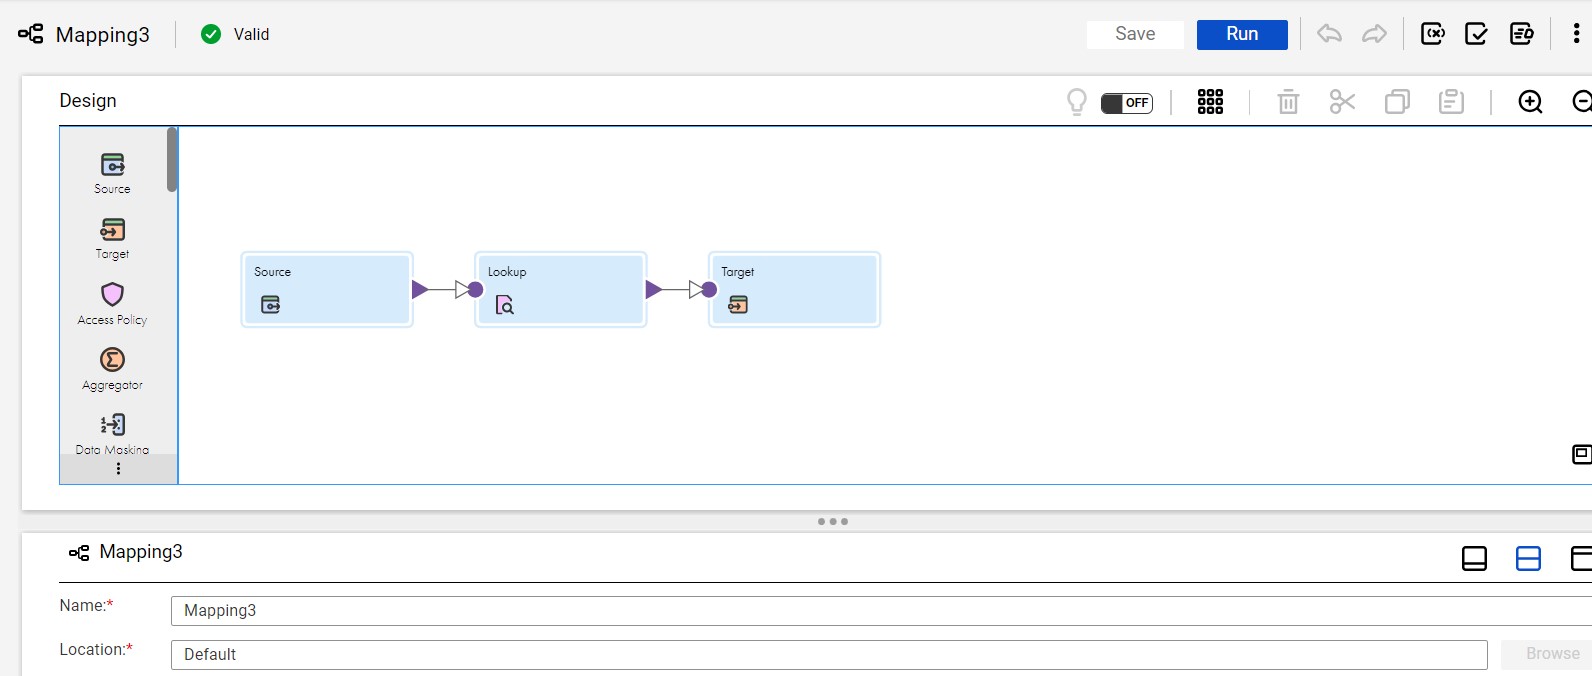 Mapping3
Valid
Save
Run
Design
OFF
Source
Target
Access Policy
Aggregator
Data Masking
Source
Lookup
Target
Mapping3
Name:*
Mapping3
Location:*
Default
Browse